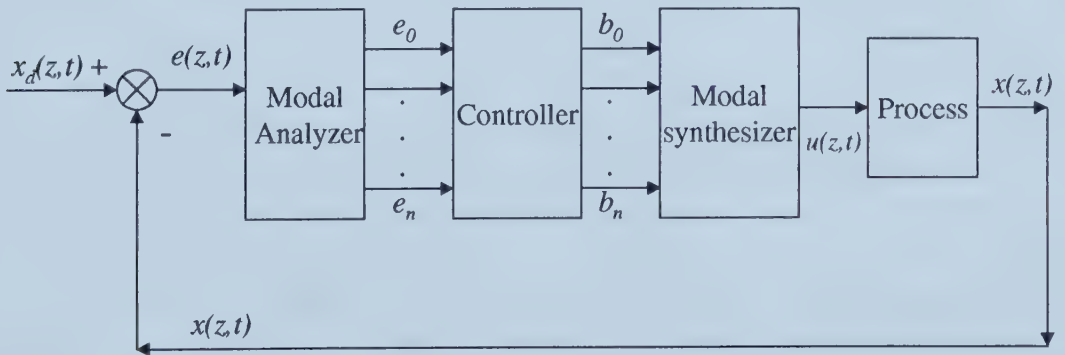 x_d(z,t) +
-
e(z,t)
Modal
Analyzer
e_0
.
.
.
e_n
Controller
b_0
.
.
.
b_n
Modal
synthesizer
u(z,t)
Process
x(z,t)
x(z,t)